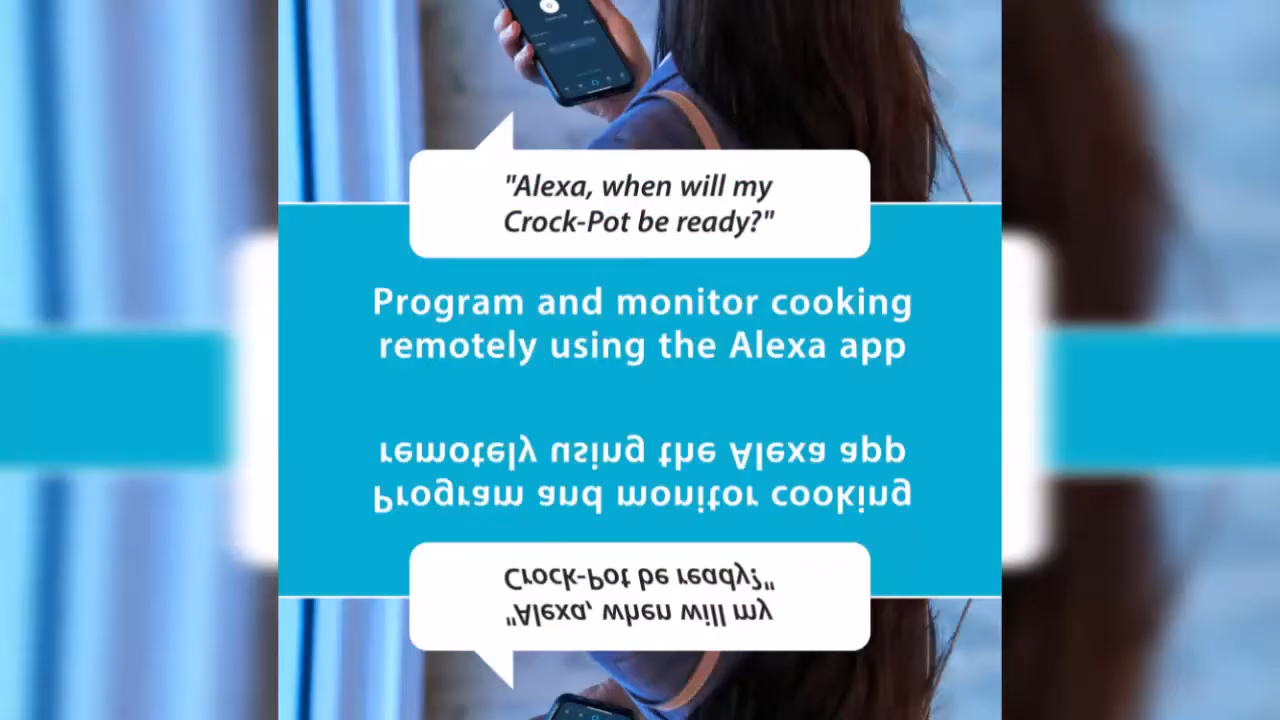 "Alexa, when will my
Crock-Pot be ready?"
Program and monitor cooking
remotely using the Alexa app
remotely using the Alexa app
Program and monitor cooking
Crock-Pot be ready?"
"Alexa, when will my